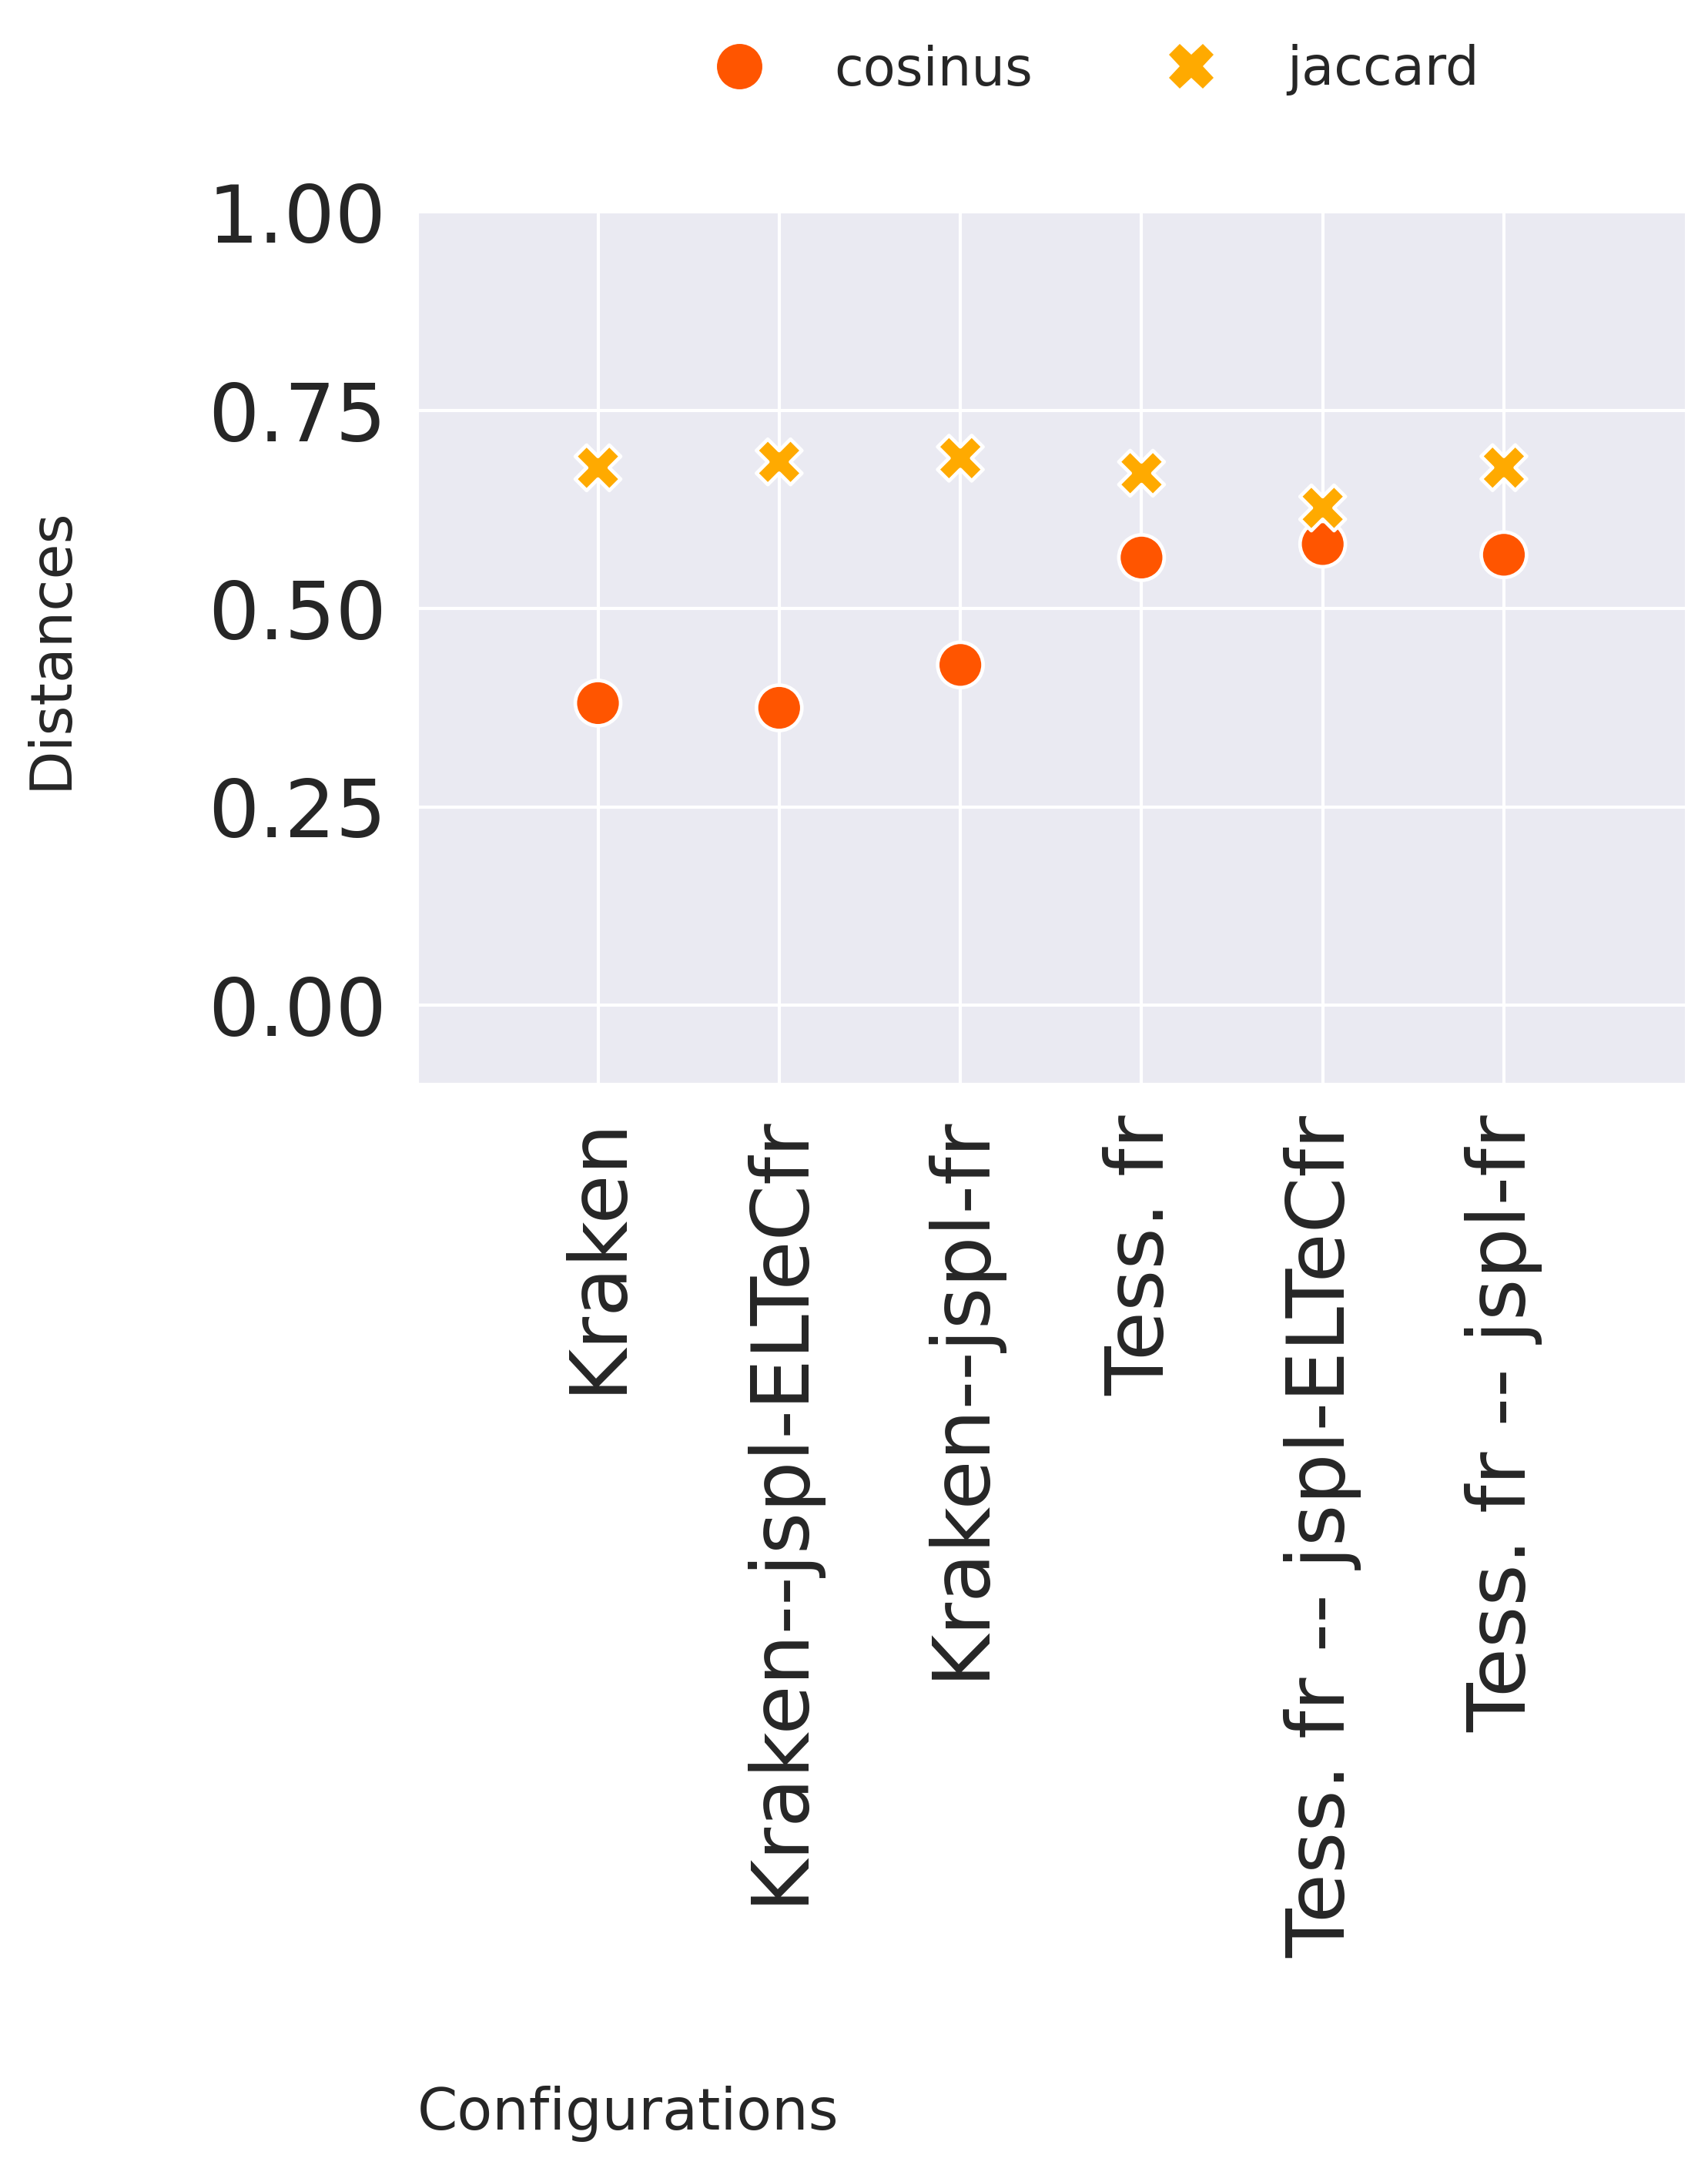 cosinus jaccard
1.00
0.75
0.50
0.25
0.00
Distances
Kraken
Kraken--jspl-ELTeCfr
Kraken--jspl-fr
Tess. fr
Tess. fr -- jspl-ELTeCfr
Tess. fr -- jspl-fr
Configurations